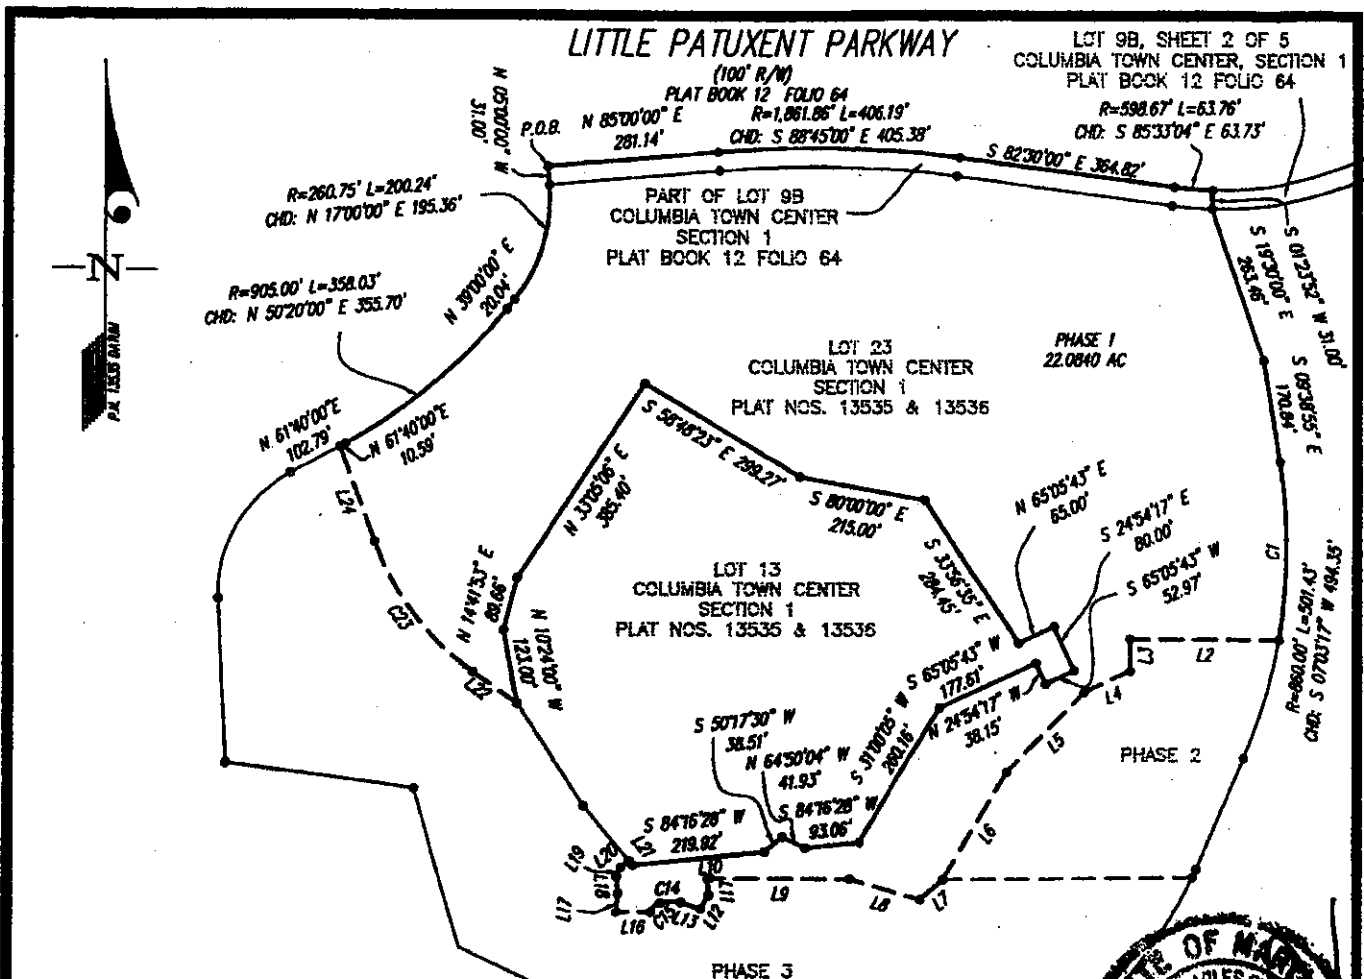 LITTLE PATUXENT PARKWAY
(100' R/W)
PLAT BOOK 12 FOLIO 64
LOT 9B, SHEET 2 OF 5
COLUMBIA TOWN CENTER, SECTION 1
PLAT BOOK 12 FOLIO 64
N 05°00'00" W
31.00'
P.O.B.
N 85°00'00" E
281.14'
R=1,861.86' L=406.19'
CHD: S 88°45'00" E 405.38'
R=598.67' L=63.76'
CHD: S 85°33'04" E 63.73'
S 82°30'00" E 364.82'
R=260.75' L=200.24'
CHD: N 17°00'00" E 195.36'
PART OF LOT 9B
COLUMBIA TOWN CENTER
SECTION 1
PLAT BOOK 12 FOLIO 64
S 01°23'52" W 31.00'
S 19°30'00" E
263.46'
N
R=905.00' L=358.03'
CHD: N 50°20'00" E 355.70'
N 39°00'00" E
20.04'
P.N. 13535 DATUM
LOT 23
COLUMBIA TOWN CENTER
SECTION 1
PLAT NOS. 13535 & 13536
PHASE 1
22.0840 AC
S 09°38'55" E
170.84'
N 61°40'00"E
102.79'
N 61°40'00"E
10.59'
S 58°48'23" E 299.27'
N 33°05'06" E
385.40'
S 80°00'00" E
215.00'
N 65°05'43" E
65.00'
S 24°54'17" E
80.00'
S 65°05'43" W
52.97'
L24
S 33°56'35" E
284.45'
C1
R=860.00' L=501.43'
CHD: S 07°03'17" W 494.35'
LOT 13
COLUMBIA TOWN CENTER
SECTION 1
PLAT NOS. 13535 & 13536
C23
N 14°41'53" E
89.66'
N 10°24'00" W
123.00'
L22
S 65°05'43" W
177.61'
N 24°54'17" W
38.15'
L3
L2
L4
L5
PHASE 2
S 50°17'30" W
38.51'
N 64°50'04" W
41.93'
S 31°00'05" W
260.16'
S 84°16'28" W
93.06'
S 84°16'28" W
219.92'
L6
L19
L20
L21
L18
L17
L16
C15
C14
L13
L12
L11
L10
L9
L8
L7
PHASE 3
OF MAR